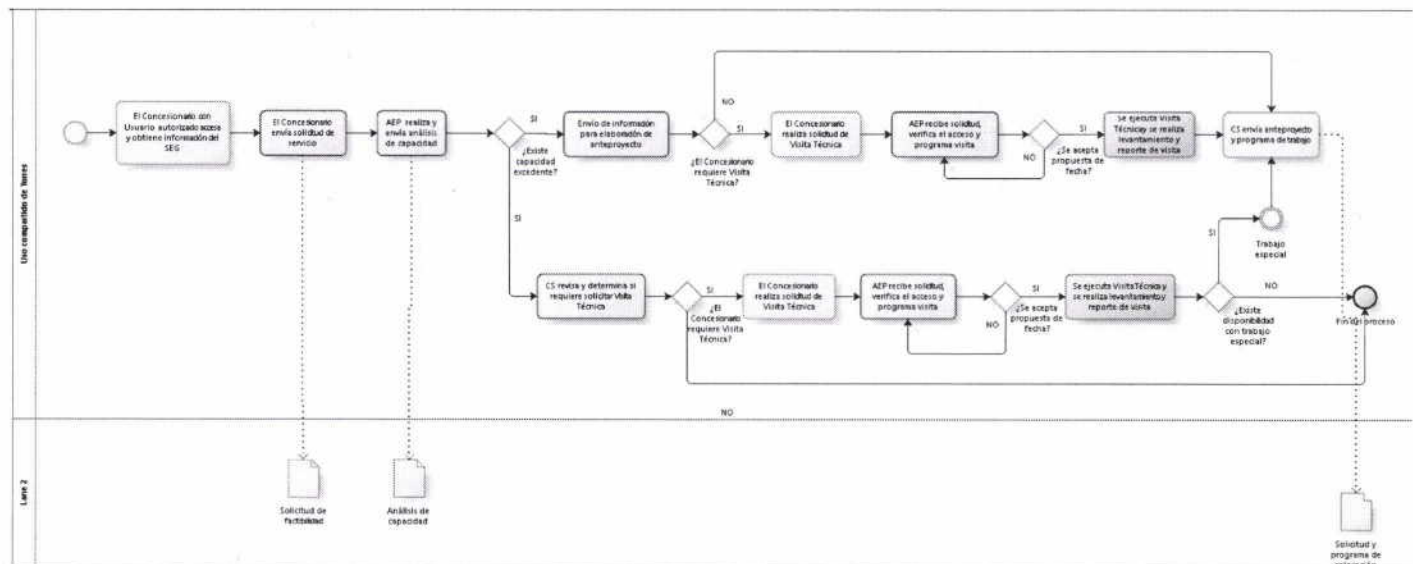 Uso compartido de Torres
El Concesionario con
Usuario autorizado accesa
y obtiene información del
SEG
El Concesionario
envía solicitud de
servicio
AEP realiza y
envía análisis
de capacidad
SI
¿Existe
capacidad
excedente?
Envío de información
para elaboración de
anteproyecto
NO
SI
¿El Concesionario
requiere Visita
Técnica?
El Concesionario
realiza solicitud de
Visita Técnica
AEP recibe solicitud,
verifica el acceso y
programa visita
SI
NO
¿Se acepta
propuesta de
fecha?
Se ejecuta Visita
Técnica y se realiza
levantamiento y
reporte de visita
CS envía anteproyecto
y programa de trabajo
SI
CS revisa y determina si
requiere solicitar Visita
Técnica
SI
¿El
Concesionario
requiere Visita
Técnica?
El Concesionario
realiza solicitud de
Visita Técnica
AEP recibe solicitud,
verifica el acceso y
programa visita
SI
NO
¿Se acepta
propuesta de
fecha?
Se ejecuta Visita Técnica y
se realiza levantamiento y
reporte de visita
SI
Trabajo
especial
NO
¿Existe
disponibilidad
con trabajo
especial?
Fin del proceso
NO
Lane 2
Solicitud de
factibilidad
Análisis de
capacidad
Solicitud y
programa de